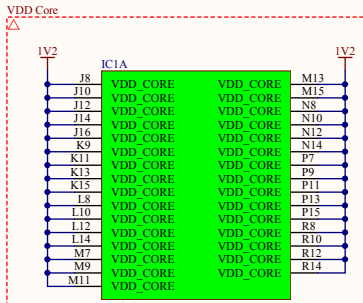 VDD Core
1V2 1V2
IC1A
J8 VDD_CORE VDD_CORE M13
J10 VDD_CORE VDD_CORE M15
J12 VDD_CORE VDD_CORE N8
J14 VDD_CORE VDD_CORE N10
J16 VDD_CORE VDD_CORE N12
K9 VDD_CORE VDD_CORE N14
K11 VDD_CORE VDD_CORE P7
K13 VDD_CORE VDD_CORE P9
K15 VDD_CORE VDD_CORE P11
L8 VDD_CORE VDD_CORE P13
L10 VDD_CORE VDD_CORE P15
L12 VDD_CORE VDD_CORE R8
L14 VDD_CORE VDD_CORE R10
M7 VDD_CORE VDD_CORE R12
M9 VDD_CORE VDD_CORE R14
M11 VDD_CORE